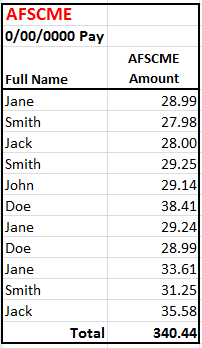 AFSCME
0/00/0000 Pay
Full Name AFSCME Amount
Jane 28.99
Smith 27.98
Jack 28.00
Smith 29.25
John 29.14
Doe 38.41
Jane 29.24
Doe 28.99
Jane 33.61
Smith 31.25
Jack 35.58
Total 340.44